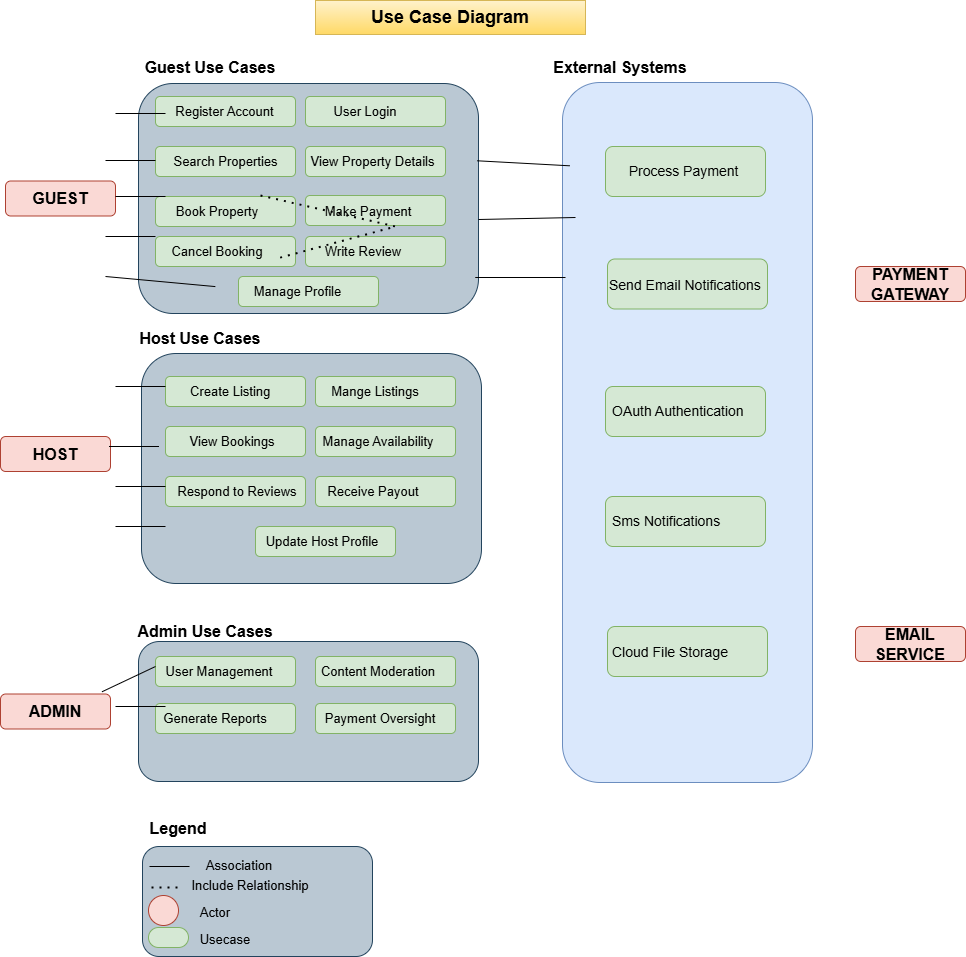 Use Case Diagram
Guest Use Cases
External Systems
Register Account
User Login
Search Properties
View Property Details
Process Payment
GUEST
Book Property
Make Payment
Cancel Booking
Write Review
Manage Profile
Send Email Notifications
PAYMENT
GATEWAY
Host Use Cases
Create Listing
Mange Listings
OAuth Authentication
HOST
View Bookings
Manage Availability
Respond to Reviews
Receive Payout
Sms Notifications
Update Host Profile
Admin Use Cases
EMAIL
SERVICE
Cloud File Storage
User Management
Content Moderation
ADMIN
Generate Reports
Payment Oversight
Legend
Association
Include Relationship
Actor
Usecase